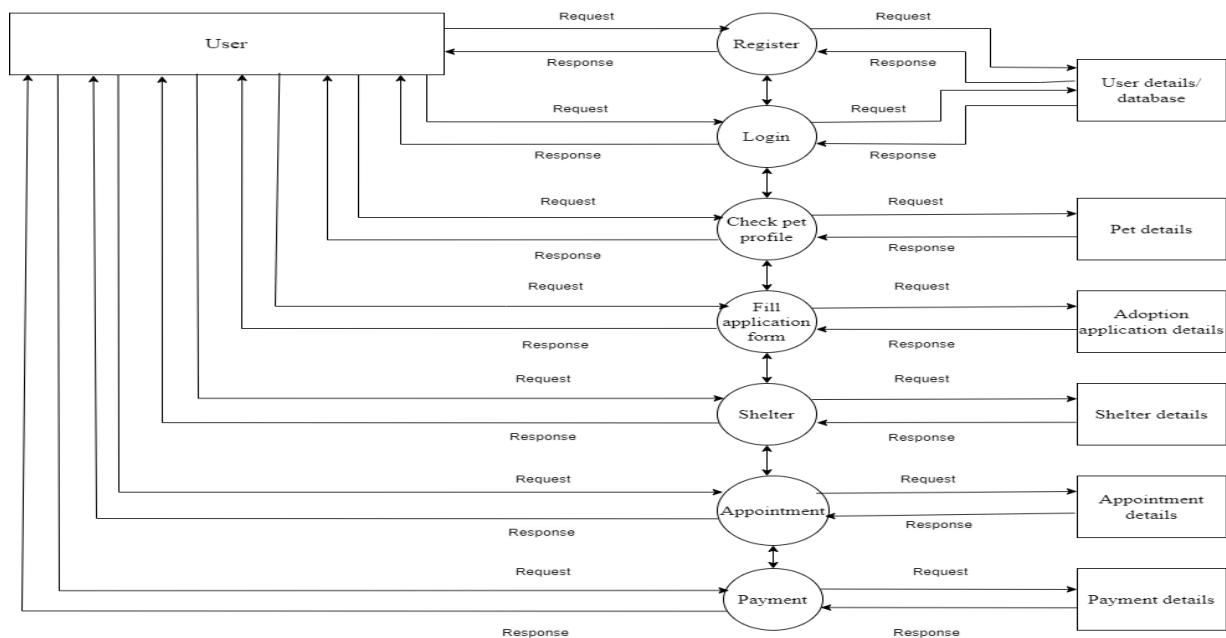 User
Request
Response
Register
Request
Response
User details/
database
Request
Response
Login
Request
Response
Request
Response
Check pet
profile
Request
Response
Pet details
Request
Response
Fill
application
form
Request
Response
Adoption
application details
Request
Response
Shelter
Request
Response
Shelter details
Request
Response
Appointment
Request
Response
Appointment
details
Request
Response
Payment
Request
Response
Payment details